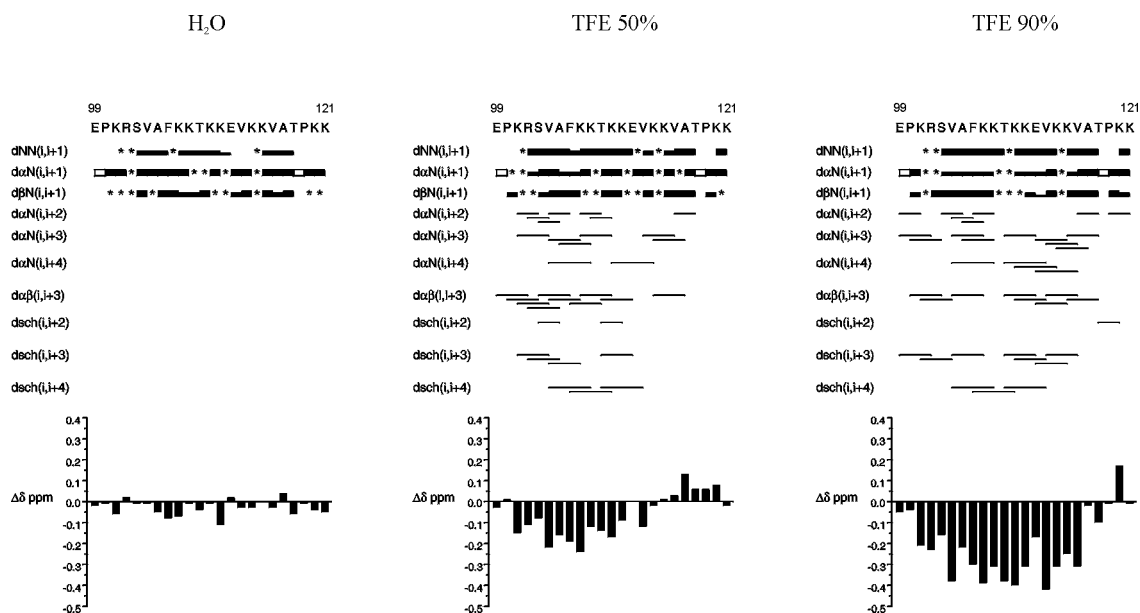 H₂O TFE 50% TFE 90%
99 121 99 121 99 121
EPKRSVAFKKTKKEVKKVATPKK EPKRSVAFKKTKKEVKKVATPKK EPKRSVAFKKTKKEVKKVATPKK
dNN(i,i+1) * * * * * dNN(i,i+1) * * * dNN(i,i+1) * * *
dαN(i,i+1) * * * dαN(i,i+1) * * * * * * dαN(i,i+1) * * * *
dβN(i,i+1) * * * * * * * * dβN(i,i+1) * * * * * * dβN(i,i+1) * * * *
dαN(i,i+2) dαN(i,i+2) dαN(i,i+2)
dαN(i,i+3) dαN(i,i+3) dαN(i,i+3)
dαN(i,i+4) dαN(i,i+4) dαN(i,i+4)
dαβ(i,i+3) dαβ(i,i+3) dαβ(i,i+3)
dsch(i,i+2) dsch(i,i+2) dsch(i,i+2)
dsch(i,i+3) dsch(i,i+3) dsch(i,i+3)
dsch(i,i+4) dsch(i,i+4) dsch(i,i+4)
0.4 0.4 0.4
0.3 0.3 0.3
0.2 0.2 0.2
0.1 0.1 0.1
Δδ ppm 0.0 Δδ ppm 0.0 Δδ ppm 0.0
-0.1 -0.1 -0.1
-0.2 -0.2 -0.2
-0.3 -0.3 -0.3
-0.4 -0.4 -0.4
-0.5 -0.5 -0.5